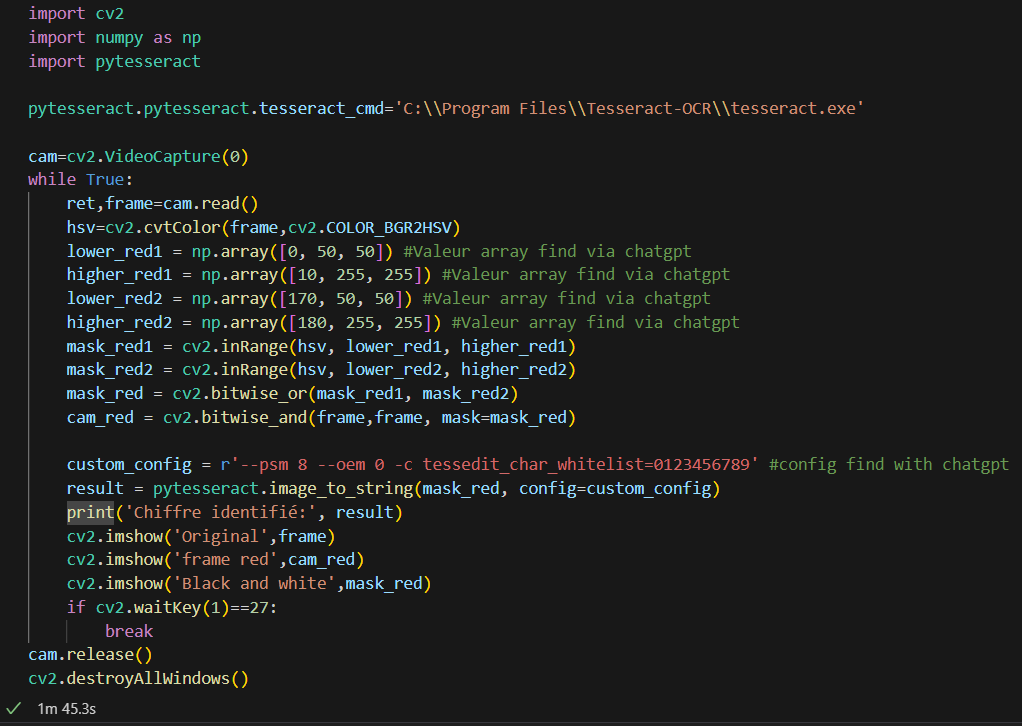 import cv2
import numpy as np
import pytesseract
pytesseract.pytesseract.tesseract_cmd='C:\\Program Files\\Tesseract-OCR\\tesseract.exe'
cam=cv2.VideoCapture(0)
while True:
    ret,frame=cam.read()
    hsv=cv2.cvtColor(frame,cv2.COLOR_BGR2HSV)
    lower_red1 = np.array([0, 50, 50]) #Valeur array find via chatgpt
    higher_red1 = np.array([10, 255, 255]) #Valeur array find via chatgpt
    lower_red2 = np.array([170, 50, 50]) #Valeur array find via chatgpt
    higher_red2 = np.array([180, 255, 255]) #Valeur array find via chatgpt
    mask_red1 = cv2.inRange(hsv, lower_red1, higher_red1)
    mask_red2 = cv2.inRange(hsv, lower_red2, higher_red2)
    mask_red = cv2.bitwise_or(mask_red1, mask_red2)
    cam_red = cv2.bitwise_and(frame,frame, mask=mask_red)
    custom_config = r'--psm 8 --oem 0 -c tessedit_char_whitelist=0123456789' #config find with chatgpt
    result = pytesseract.image_to_string(mask_red, config=custom_config)
    print('Chiffre identifié:', result)
    cv2.imshow('Original',frame)
    cv2.imshow('frame red',cam_red)
    cv2.imshow('Black and white',mask_red)
    if cv2.waitKey(1)==27:
        break
cam.release()
cv2.destroyAllWindows()
1m 45.3s